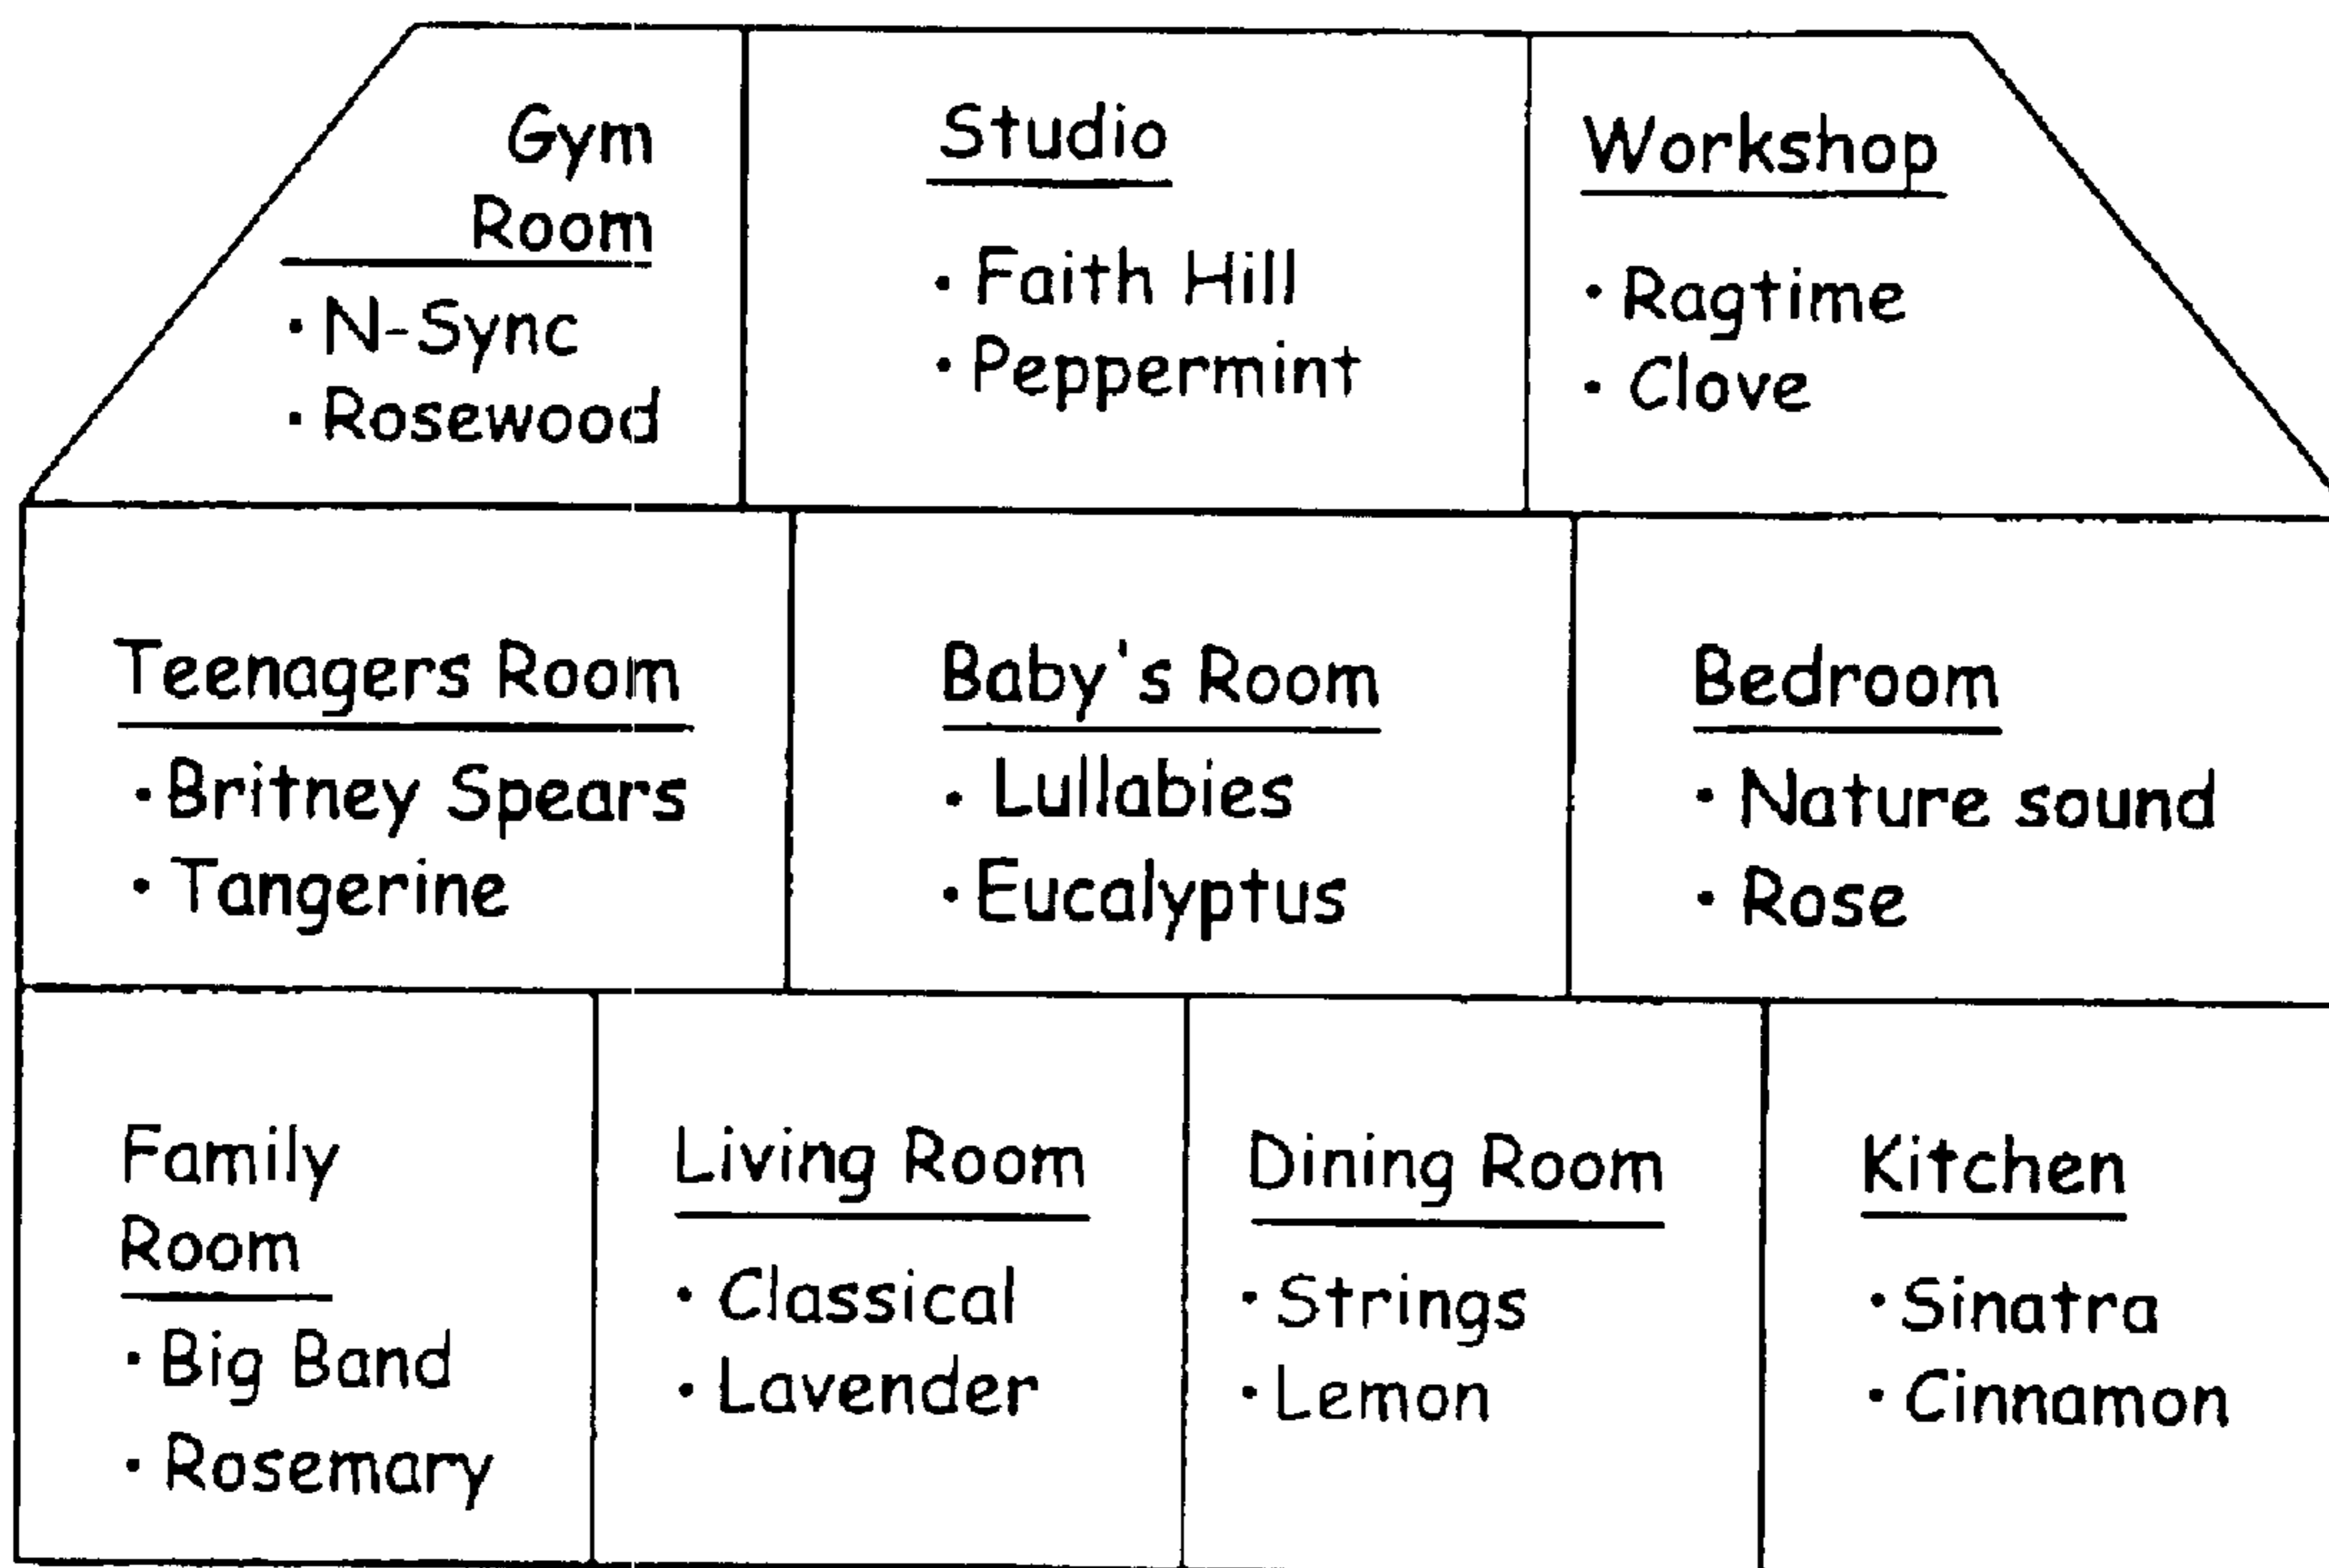 Gym
Room
• N-Sync
• Rosewood
Studio
• Faith Hill
• Peppermint
Workshop
• Ragtime
• Clove
Teenagers Room
• Britney Spears
• Tangerine
Baby's Room
• Lullabies
• Eucalyptus
Bedroom
• Nature sound
• Rose
Family
Room
• Big Band
• Rosemary
Living Room
• Classical
• Lavender
Dining Room
• Strings
• Lemon
Kitchen
• Sinatra
• Cinnamon